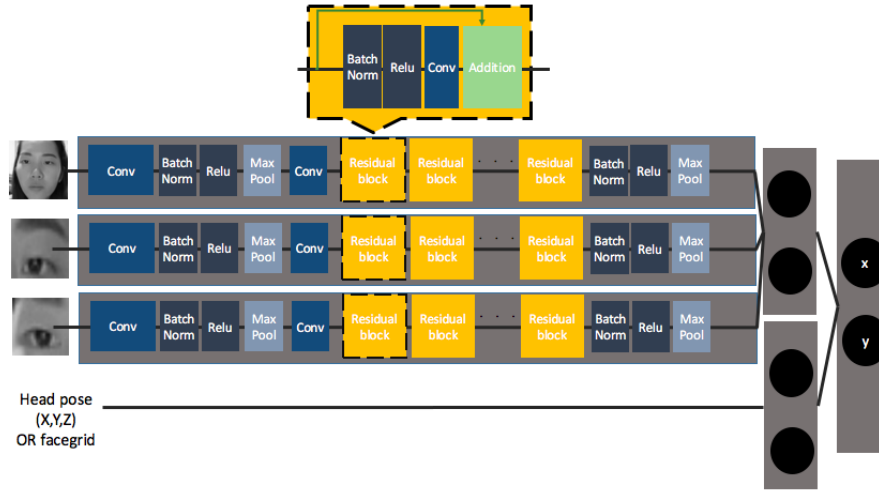 Batch
Norm
Relu
Conv
Addition
Conv
Batch
Norm
Relu
Max
Pool
Conv
Residual
block
Residual
block
. . .
Residual
block
Batch
Norm
Relu
Max
Pool
Conv
Batch
Norm
Relu
Max
Pool
Conv
Residual
block
Residual
block
. . .
Residual
block
Batch
Norm
Relu
Max
Pool
Conv
Batch
Norm
Relu
Max
Pool
Conv
Residual
block
Residual
block
. . .
Residual
block
Batch
Norm
Relu
Max
Pool
x
y
Head pose
(X,Y,Z)
OR facegrid